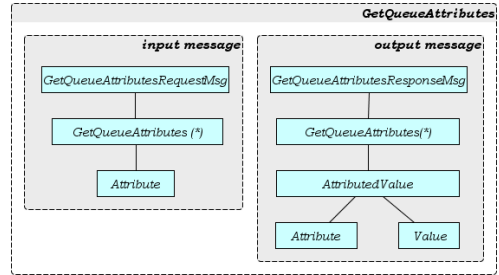 GetQueueAttributes
input message
GetQueueAttributesRequestMsg
GetQueueAttributes (*)
Attribute
output message
GetQueueAttributesResponseMsg
GetQueueAttributes(*)
AttributedValue
Attribute
Value